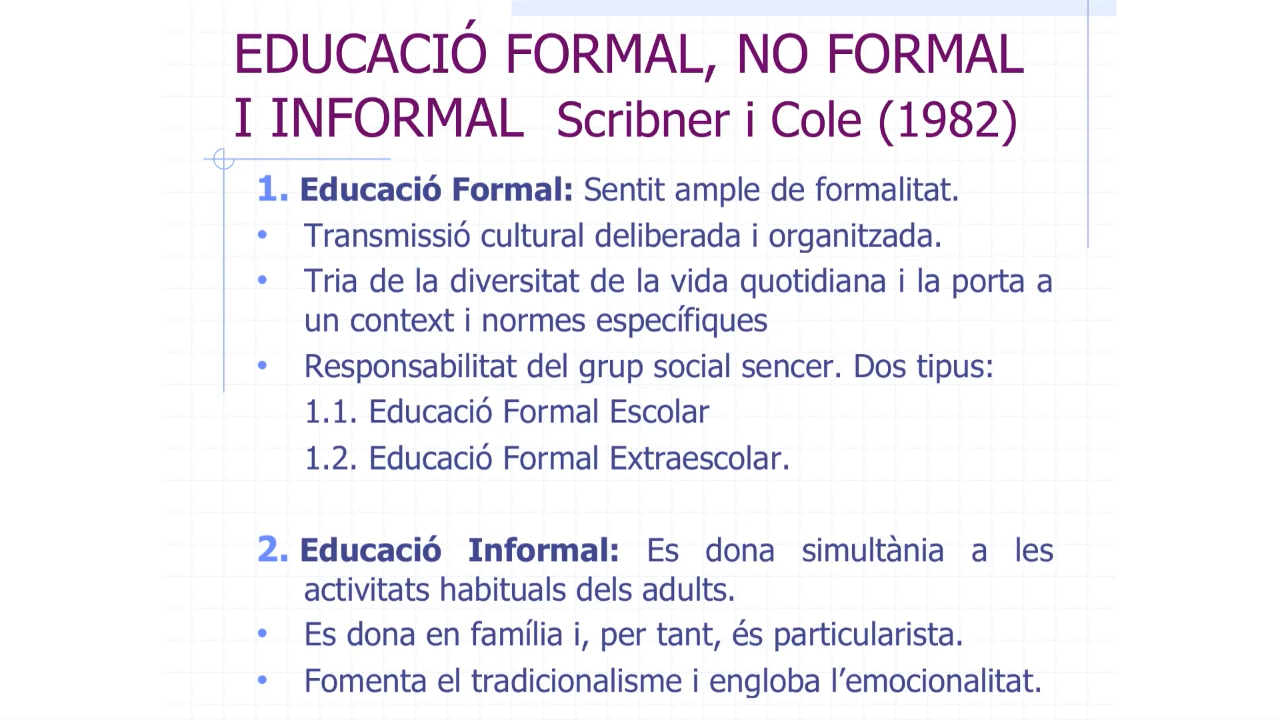 EDUCACIÓ FORMAL, NO FORMAL
I INFORMAL Scribner i Cole (1982)
1. Educació Formal: Sentit ample de formalitat.
• Transmissió cultural deliberada i organitzada.
• Tria de la diversitat de la vida quotidiana i la porta a
un context i normes específiques
• Responsabilitat del grup social sencer. Dos tipus:
1.1. Educació Formal Escolar
1.2. Educació Formal Extraescolar.
2. Educació Informal: Es dona simultània a les
activitats habituals dels adults.
• Es dona en família i, per tant, és particularista.
• Fomenta el tradicionalisme i engloba l’emocionalitat.